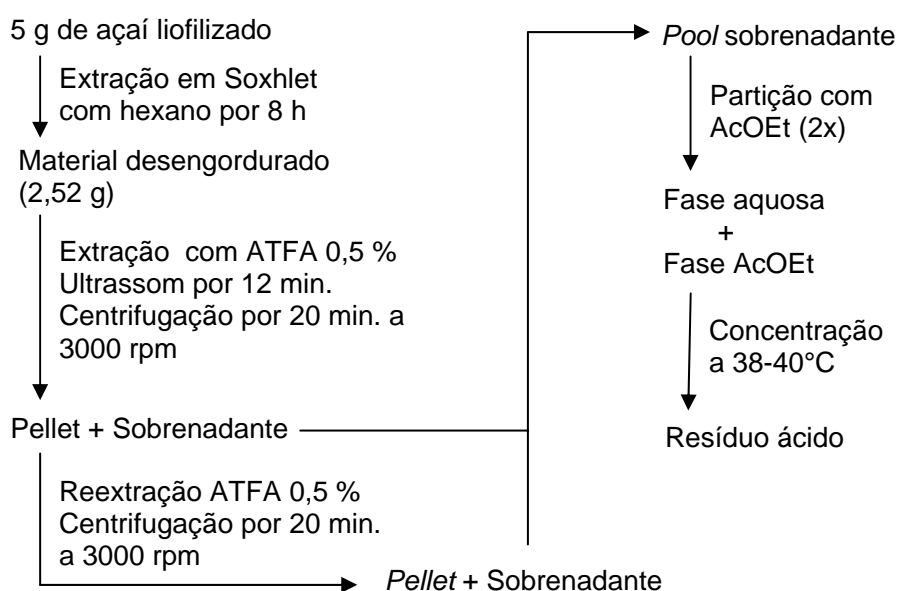 5 g de açaí liofilizado
Extração em Soxhlet
com hexano por 8 h
Material desengordurado
(2,52 g)
Extração com ATFA 0,5 %
Ultrassom por 12 min.
Centrifugação por 20 min. a
3000 rpm
Pellet + Sobrenadante
Reextração ATFA 0,5 %
Centrifugação por 20 min.
a 3000 rpm
Pellet + Sobrenadante
Pool sobrenadante
Partição com
AcOEt (2x)
Fase aquosa
+
Fase AcOEt
Concentração
a 38-40°C
Resíduo ácido